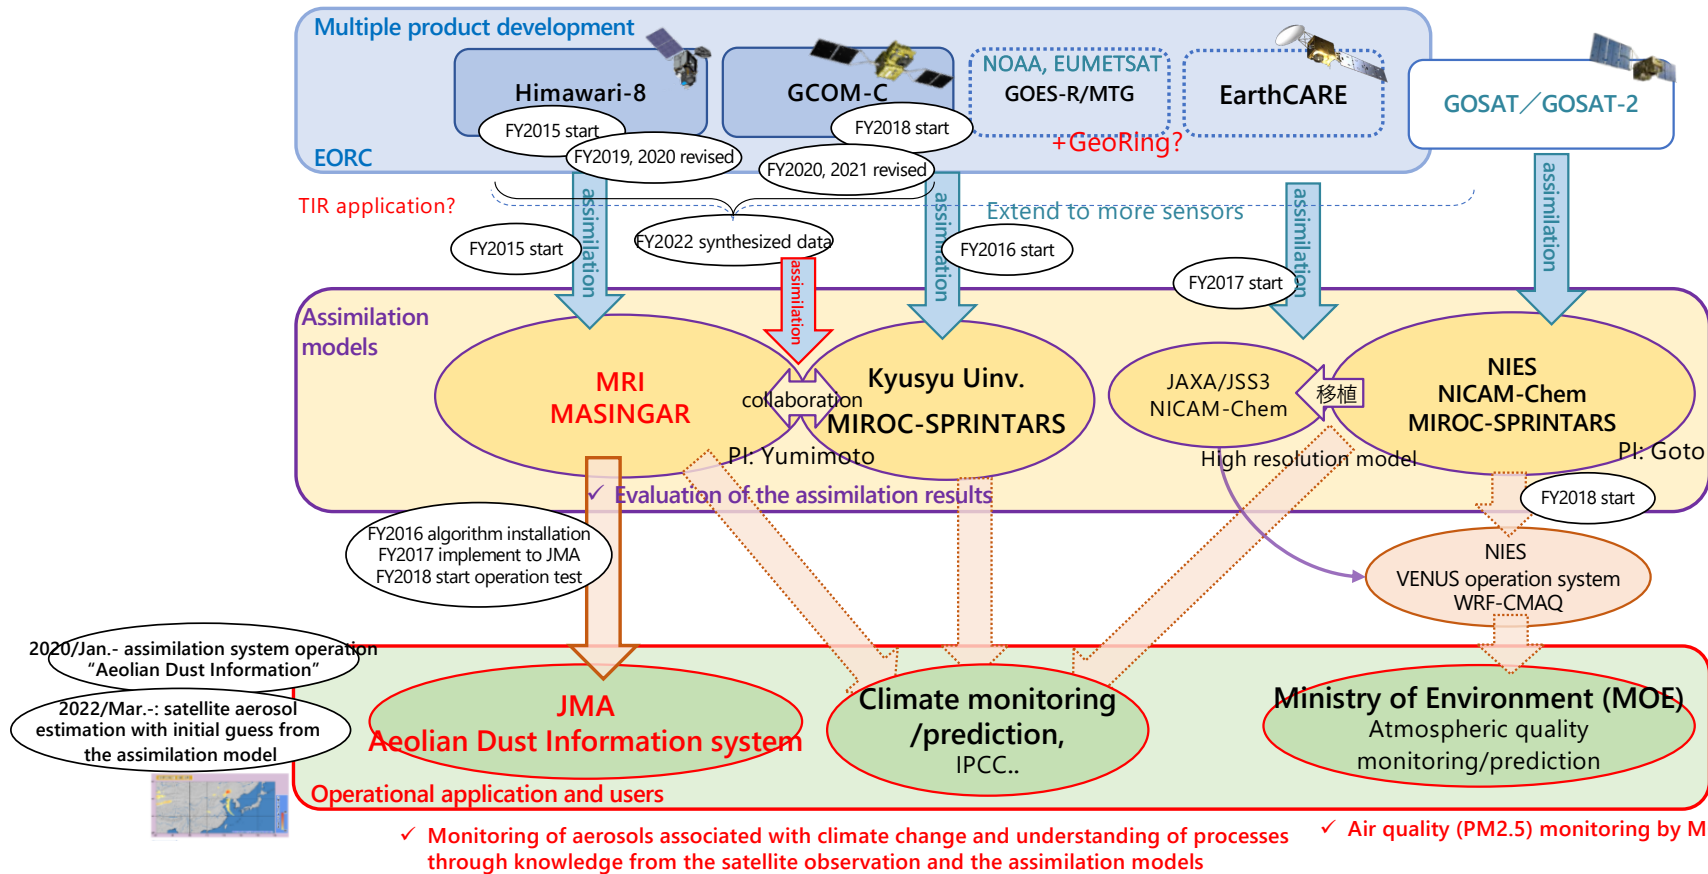 Multiple product development
Himawari-8
GCOM-C
NOAA, EUMETSAT
GOES-R/MTG
EarthCARE
GOSAT／GOSAT-2
FY2015 start
FY2019, 2020 revised
FY2018 start
FY2020, 2021 revised
+GeoRing?
EORC
TIR application?
assimilation
assimilation
assimilation
assimilation
Extend to more sensors
FY2015 start
FY2022 synthesized data
FY2016 start
FY2017 start
assimilation
Assimilation
models
MRI
MASINGAR
collaboration
Kyusyu Uinv.
MIROC-SPRINTARS
PI: Yumimoto
JAXA/JSS3
NICAM-Chem
移植
NIES
NICAM-Chem
MIROC-SPRINTARS
High resolution model
PI: Goto
✓ Evaluation of the assimilation results
FY2018 start
FY2016 algorithm installation
FY2017 implement to JMA
FY2018 start operation test
NIES
VENUS operation system
WRF-CMAQ
2020/Jan.- assimilation system operation
“Aeolian Dust Information”
2022/Mar.-: satellite aerosol
estimation with initial guess from
the assimilation model
JMA
Aeolian Dust Information system
Climate monitoring
/prediction,
IPCC..
Ministry of Environment (MOE)
Atmospheric quality
monitoring/prediction
Operational application and users
✓ Monitoring of aerosols associated with climate change and understanding of processes
through knowledge from the satellite observation and the assimilation models
✓ Air quality (PM2.5) monitoring by M